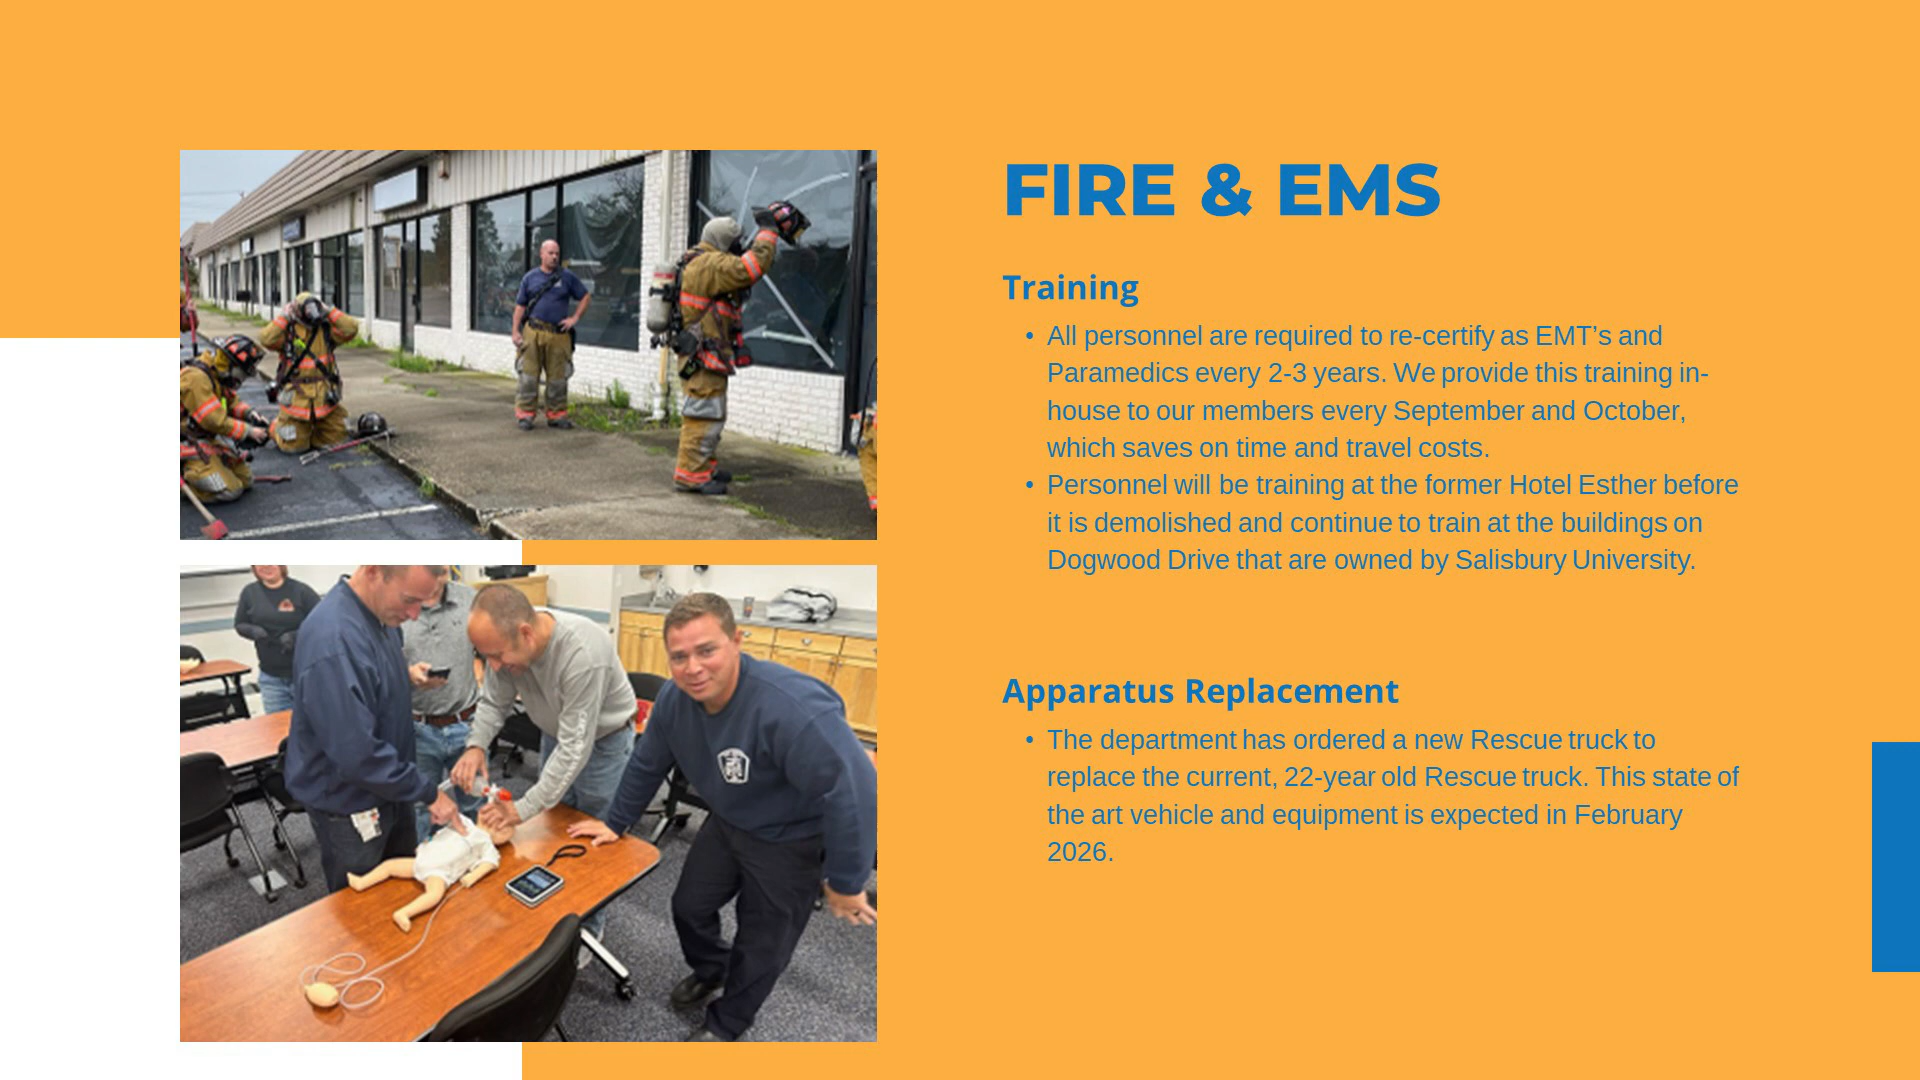 FIRE & EMS
Training
• All personnel are required to re-certify as EMT’s and
Paramedics every 2-3 years. We provide this training in-
house to our members every September and October,
which saves on time and travel costs.
• Personnel will be training at the former Hotel Esther before
it is demolished and continue to train at the buildings on
Dogwood Drive that are owned by Salisbury University.
Apparatus Replacement
• The department has ordered a new Rescue truck to
replace the current, 22-year old Rescue truck. This state of
the art vehicle and equipment is expected in February
2026.